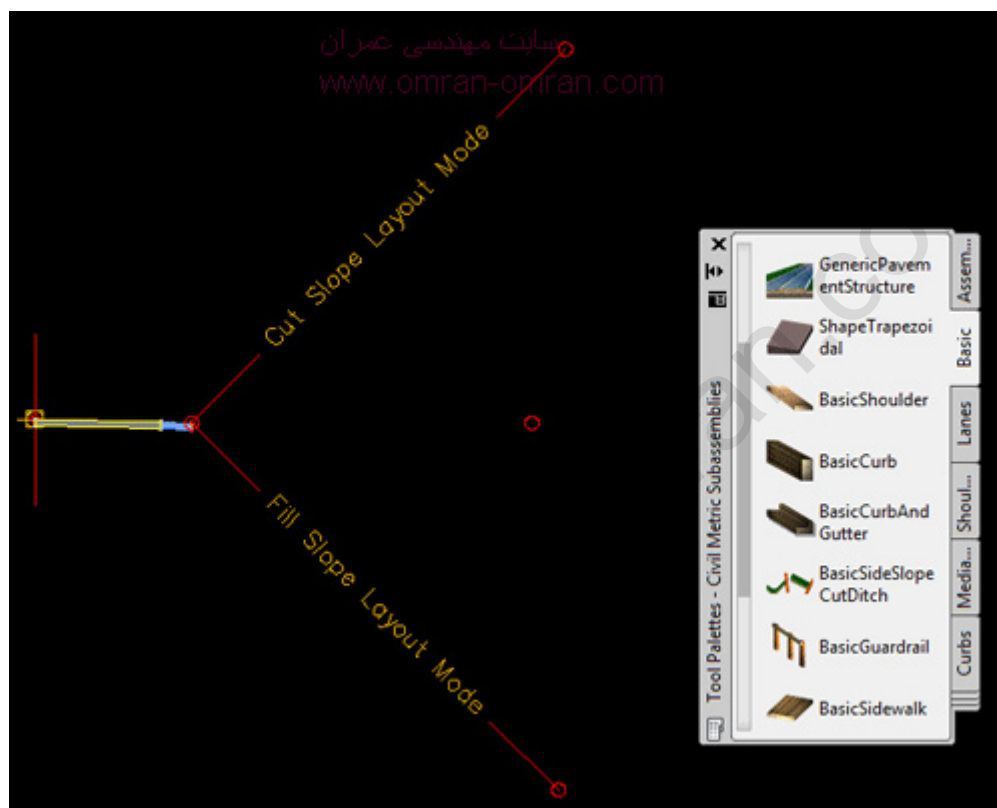 سایت مهندسی عمران
www.omran-omran.com
Cut Slope Layout Mode
Fill Slope Layout Mode
Tool Palettes - Civil Metric Subassemblies
GenericPavem
entStructure
ShapeTrapezoi
dal
BasicShoulder
BasicCurb
BasicCurbAnd
Gutter
BasicSideSlope
CutDitch
BasicGuardrail
BasicSidewalk
Assem...
Basic
Lanes
Shoul...
Media...
Curbs